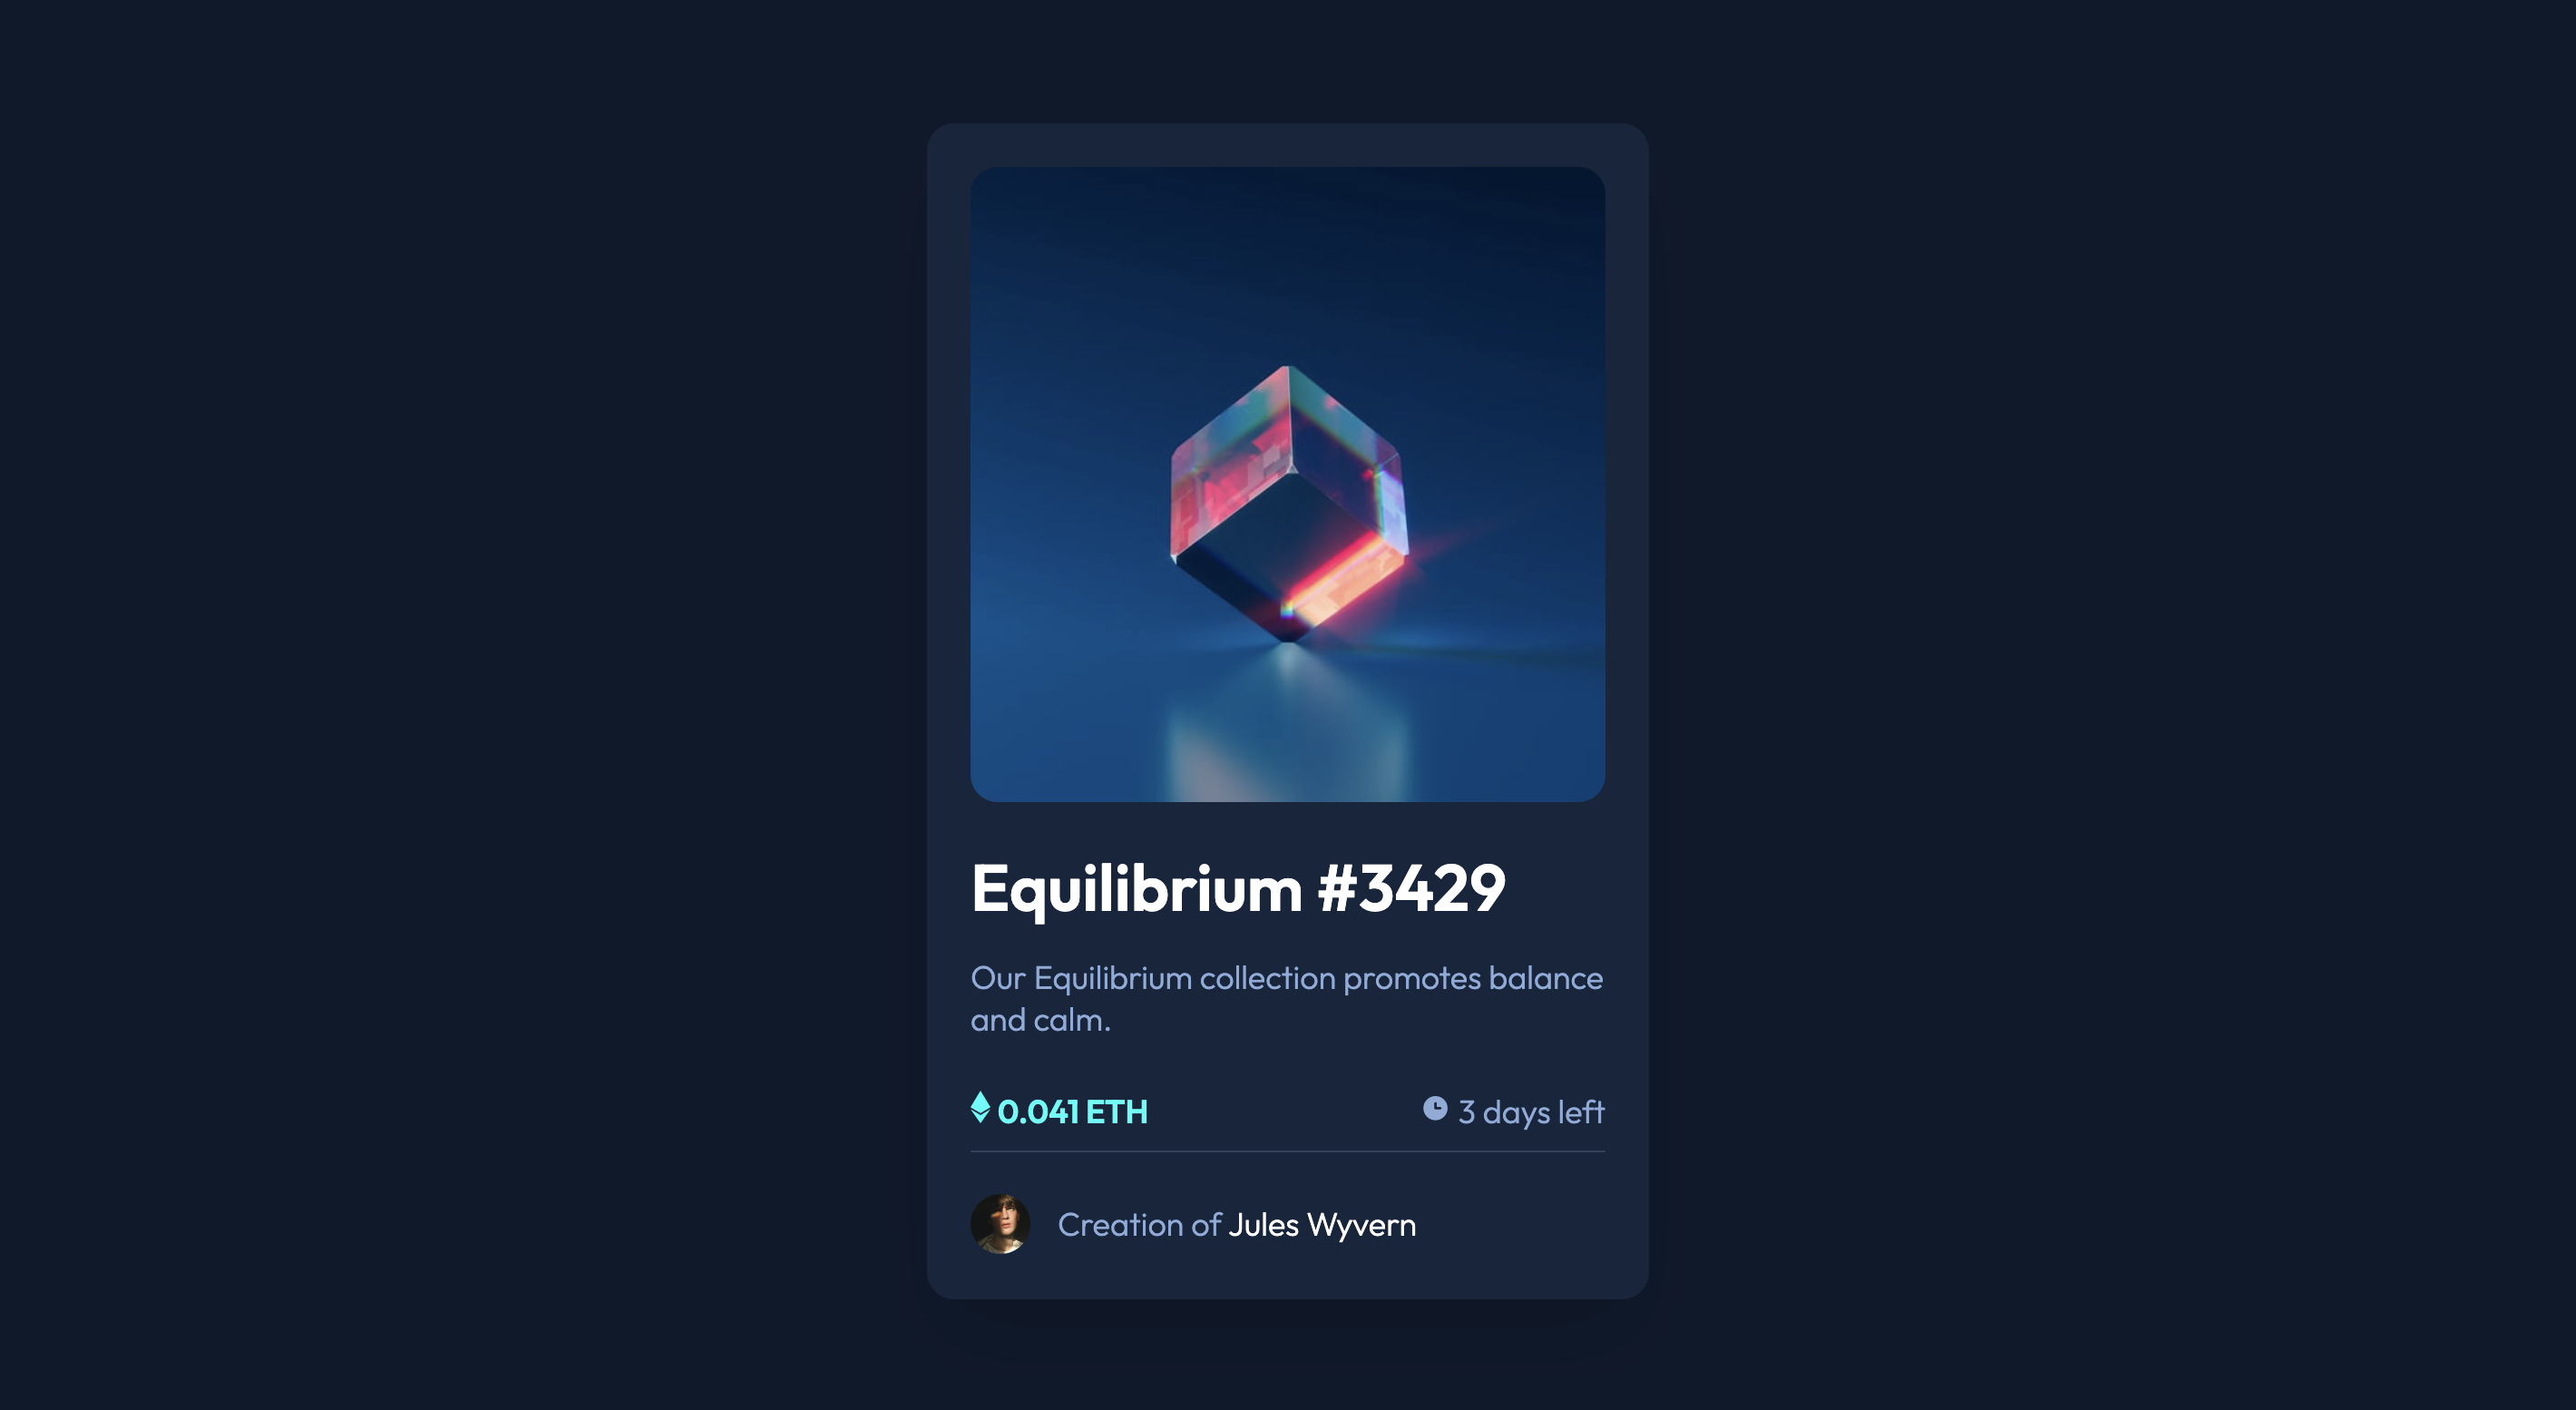 Equilibrium #3429
Our Equilibrium collection promotes balance
and calm.
0.041 ETH
3 days left
Creation of Jules Wyvern